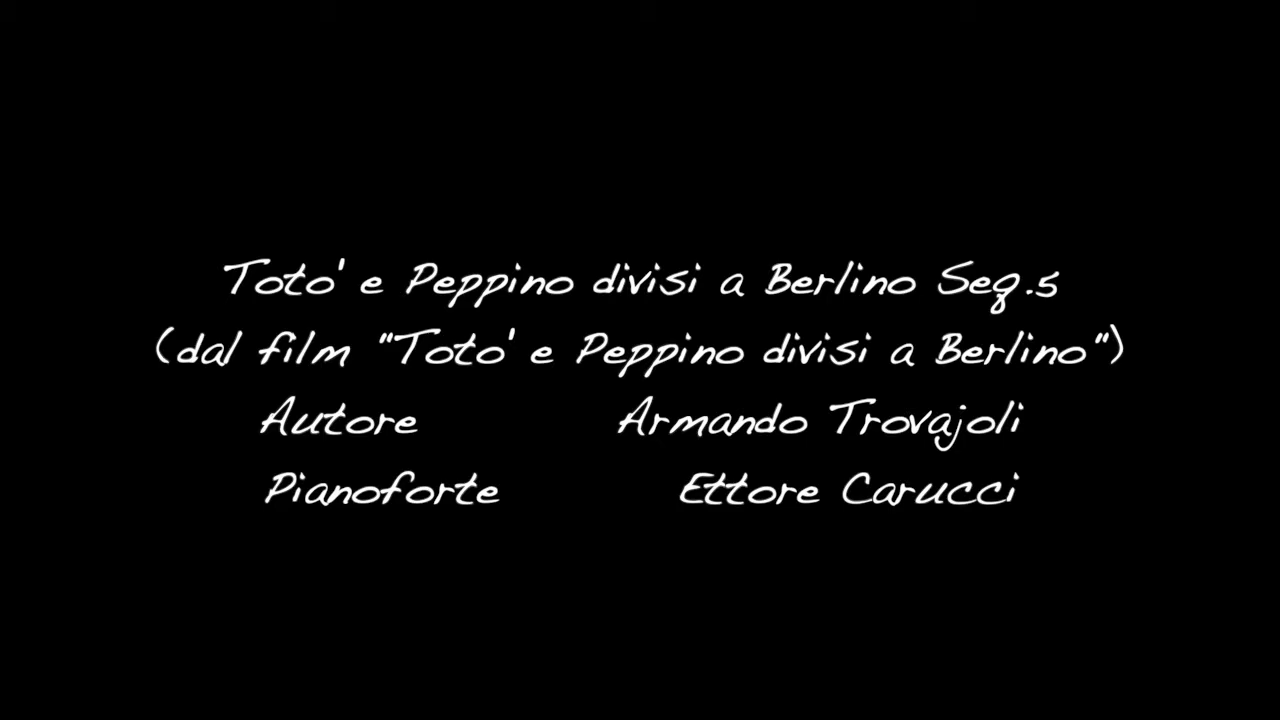 Toto' e Peppino divisi a Berlino Seq.5
(dal film "Toto' e Peppino divisi a Berlino")
Autore Armando Trovajoli
Pianoforte Ettore Carucci